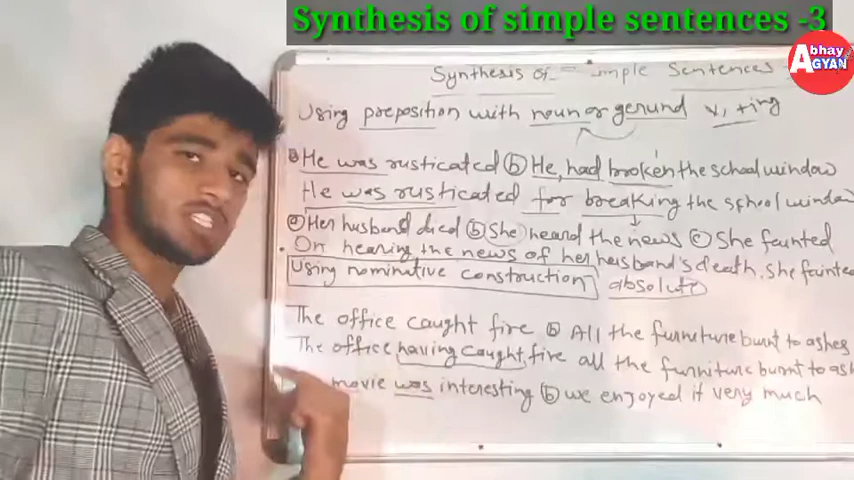 Synthesis of simple sentences -3
Abhay
GYAN
Synthesis of simple Sentences
Using preposition with noun or gerund V1 + ing
ⓐ He was rusticated ⓑ He had broken the school window
He was rusticated for breaking the school window
ⓐ Her husband died ⓑ She heard the news ⓒ She fainted
On hearing the news of her husband's death. She fainte
Using nominative construction absolute
The office caught fire ⓑ All the furniture burnt to ashes
The office having caught fire all the furniture burnt to as
movie was interesting ⓑ we enjoyed it very much